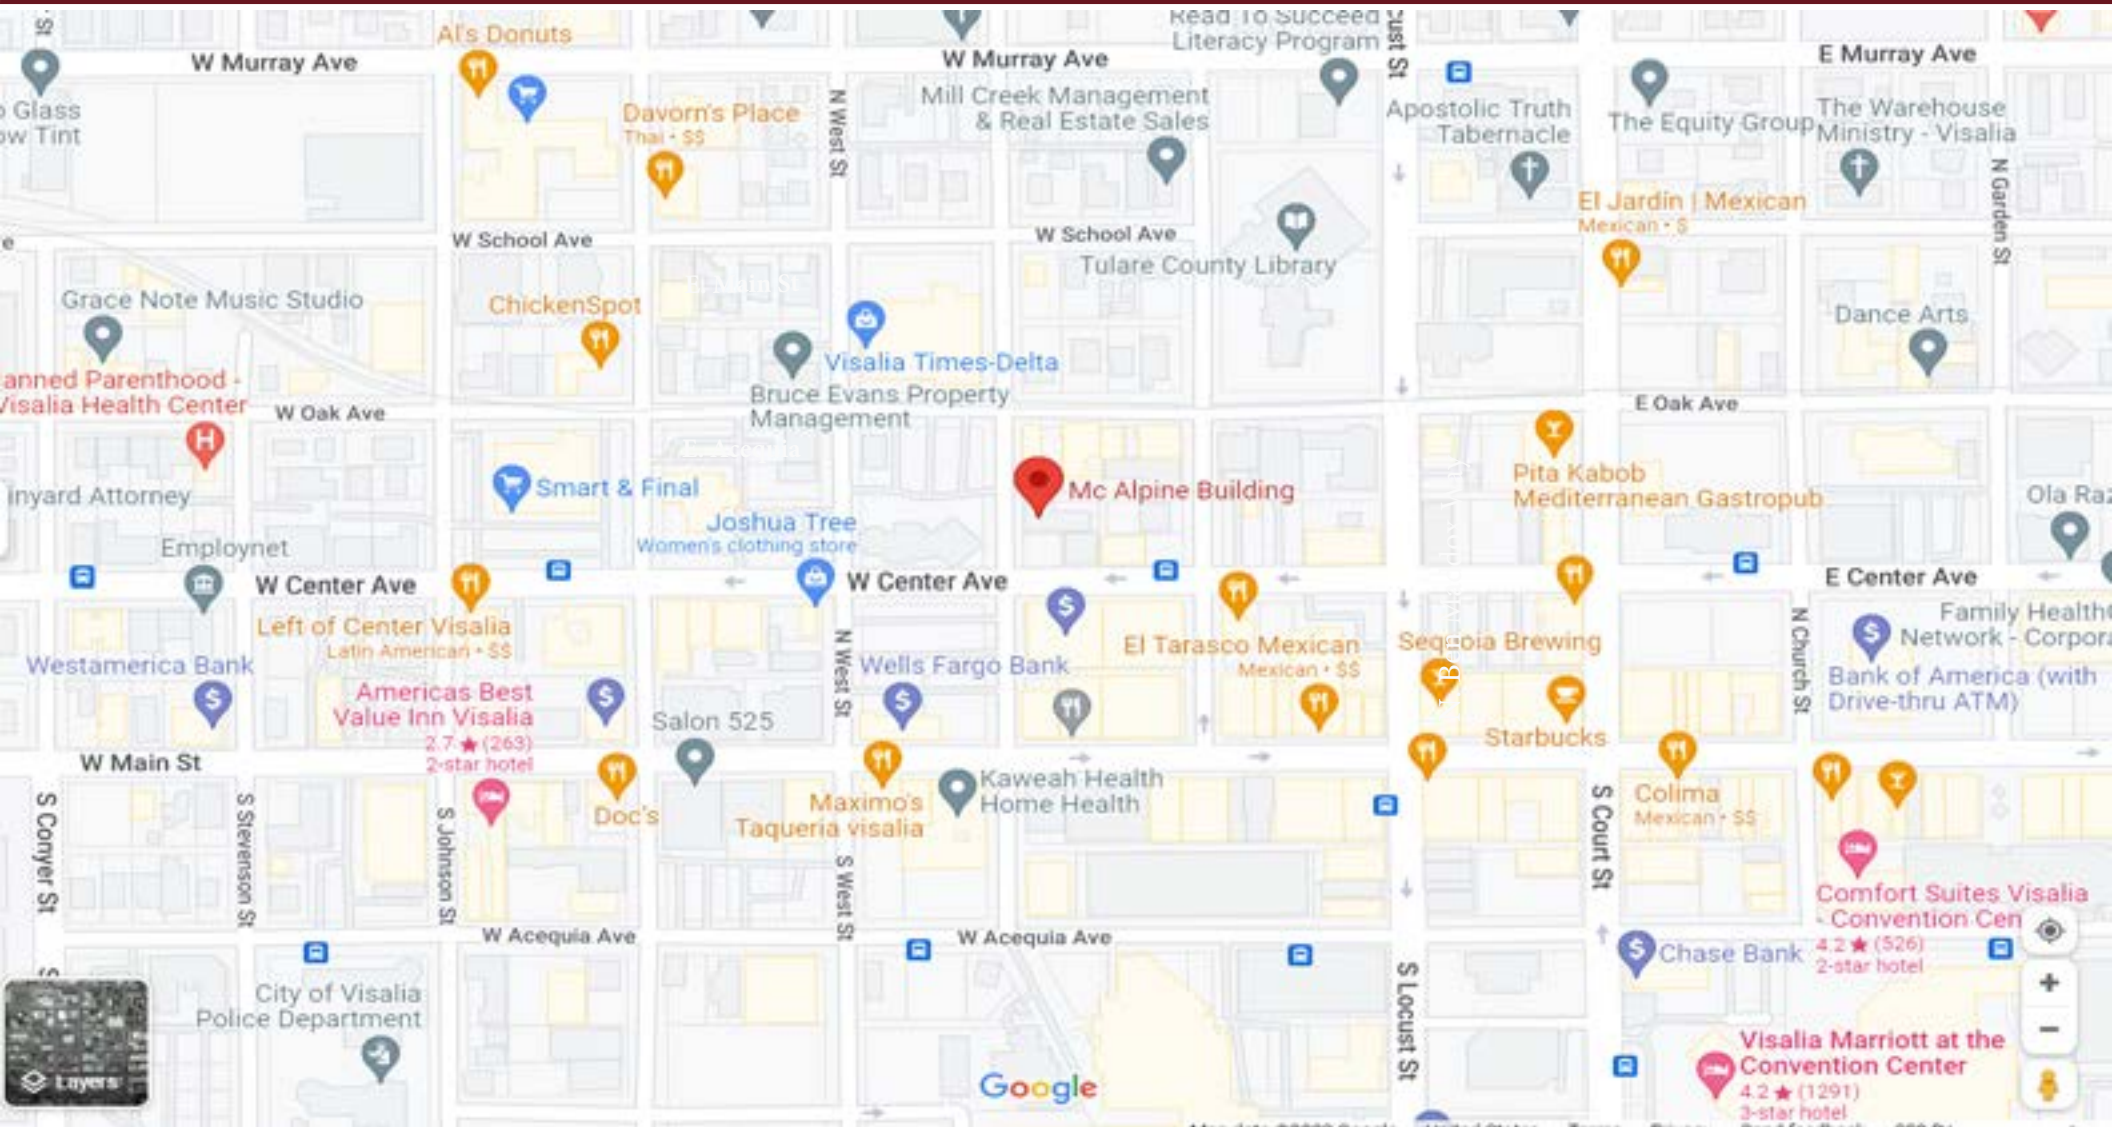 Al's Donuts
Read To Succeed
Literacy Program
W Murray Ave
W Murray Ave
E Murray Ave
Glass
Tint
Davorn's Place
Thai • $$
N West St
Mill Creek Management
& Real Estate Sales
Apostolic Truth
Tabernacle
The Equity Group
The Warehouse
Ministry - Visalia
N Garden St
El Jardin | Mexican
Mexican • $
W School Ave
W School Ave
Tulare County Library
Grace Note Music Studio
ChickenSpot
Dance Arts
Visalia Times-Delta
Bruce Evans Property
Management
anned Parenthood -
Visalia Health Center
W Oak Ave
E Oak Ave
Pita Kabob
Mediterranean Gastropub
Smart & Final
Mc Alpine Building
inyard Attorney
Ola Raz
Joshua Tree
Women's clothing store
Employnet
W Center Ave
W Center Ave
E Center Ave
Left of Center Visalia
Latin American • $$
Family Health
Network - Corpora
N Church St
El Tarasco Mexican
Mexican • $$
Sequoia Brewing
N West St
Westamerica Bank
Wells Fargo Bank
Bank of America (with
Drive-thru ATM)
Americas Best
Value Inn Visalia
2.7 ★ (263)
2-star hotel
Salon 525
Starbucks
W Main St
Kaweah Health
Home Health
Doc's
Maximo's
Taqueria visalia
Colima
Mexican • $$
S Conyer St
S Stevenson St
S Johnson St
S West St
S Court St
Comfort Suites Visalia
- Convention Cen
4.2 ★ (526)
2-star hotel
W Acequia Ave
W Acequia Ave
Chase Bank
City of Visalia
Police Department
S Locust St
Visalia Marriott at the
Convention Center
4.2 ★ (1291)
3-star hotel
Layers
Google